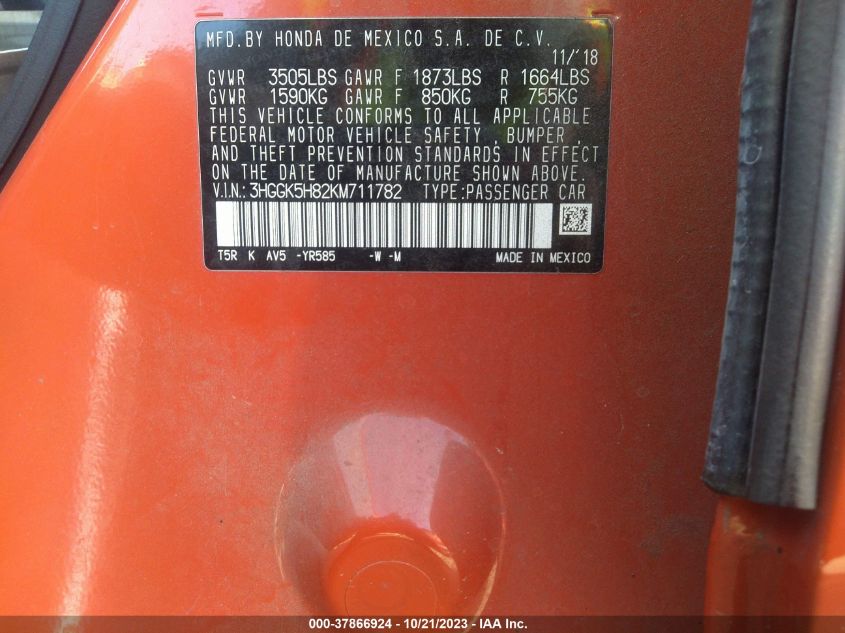 MFD.BY HONDA DE MEXICO S.A. DE C.V.
11/'18
GVWR 3505LBS GAWR F 1873LBS R 1664LBS
GVWR 1590KG GAWR F 850KG R 755KG
THIS VEHICLE CONFORMS TO ALL APPLICABLE
FEDERAL MOTOR VEHICLE SAFETY , BUMPER ,
AND THEFT PREVENTION STANDARDS IN EFFECT
ON THE DATE OF MANUFACTURE SHOWN ABOVE.
V.I.N.: 3HGGK5H82KM711782 TYPE:PASSENGER CAR
T5R K AV5 -YR585 -W -M MADE IN MEXICO
000-37866924 - 10/21/2023 - IAA Inc.